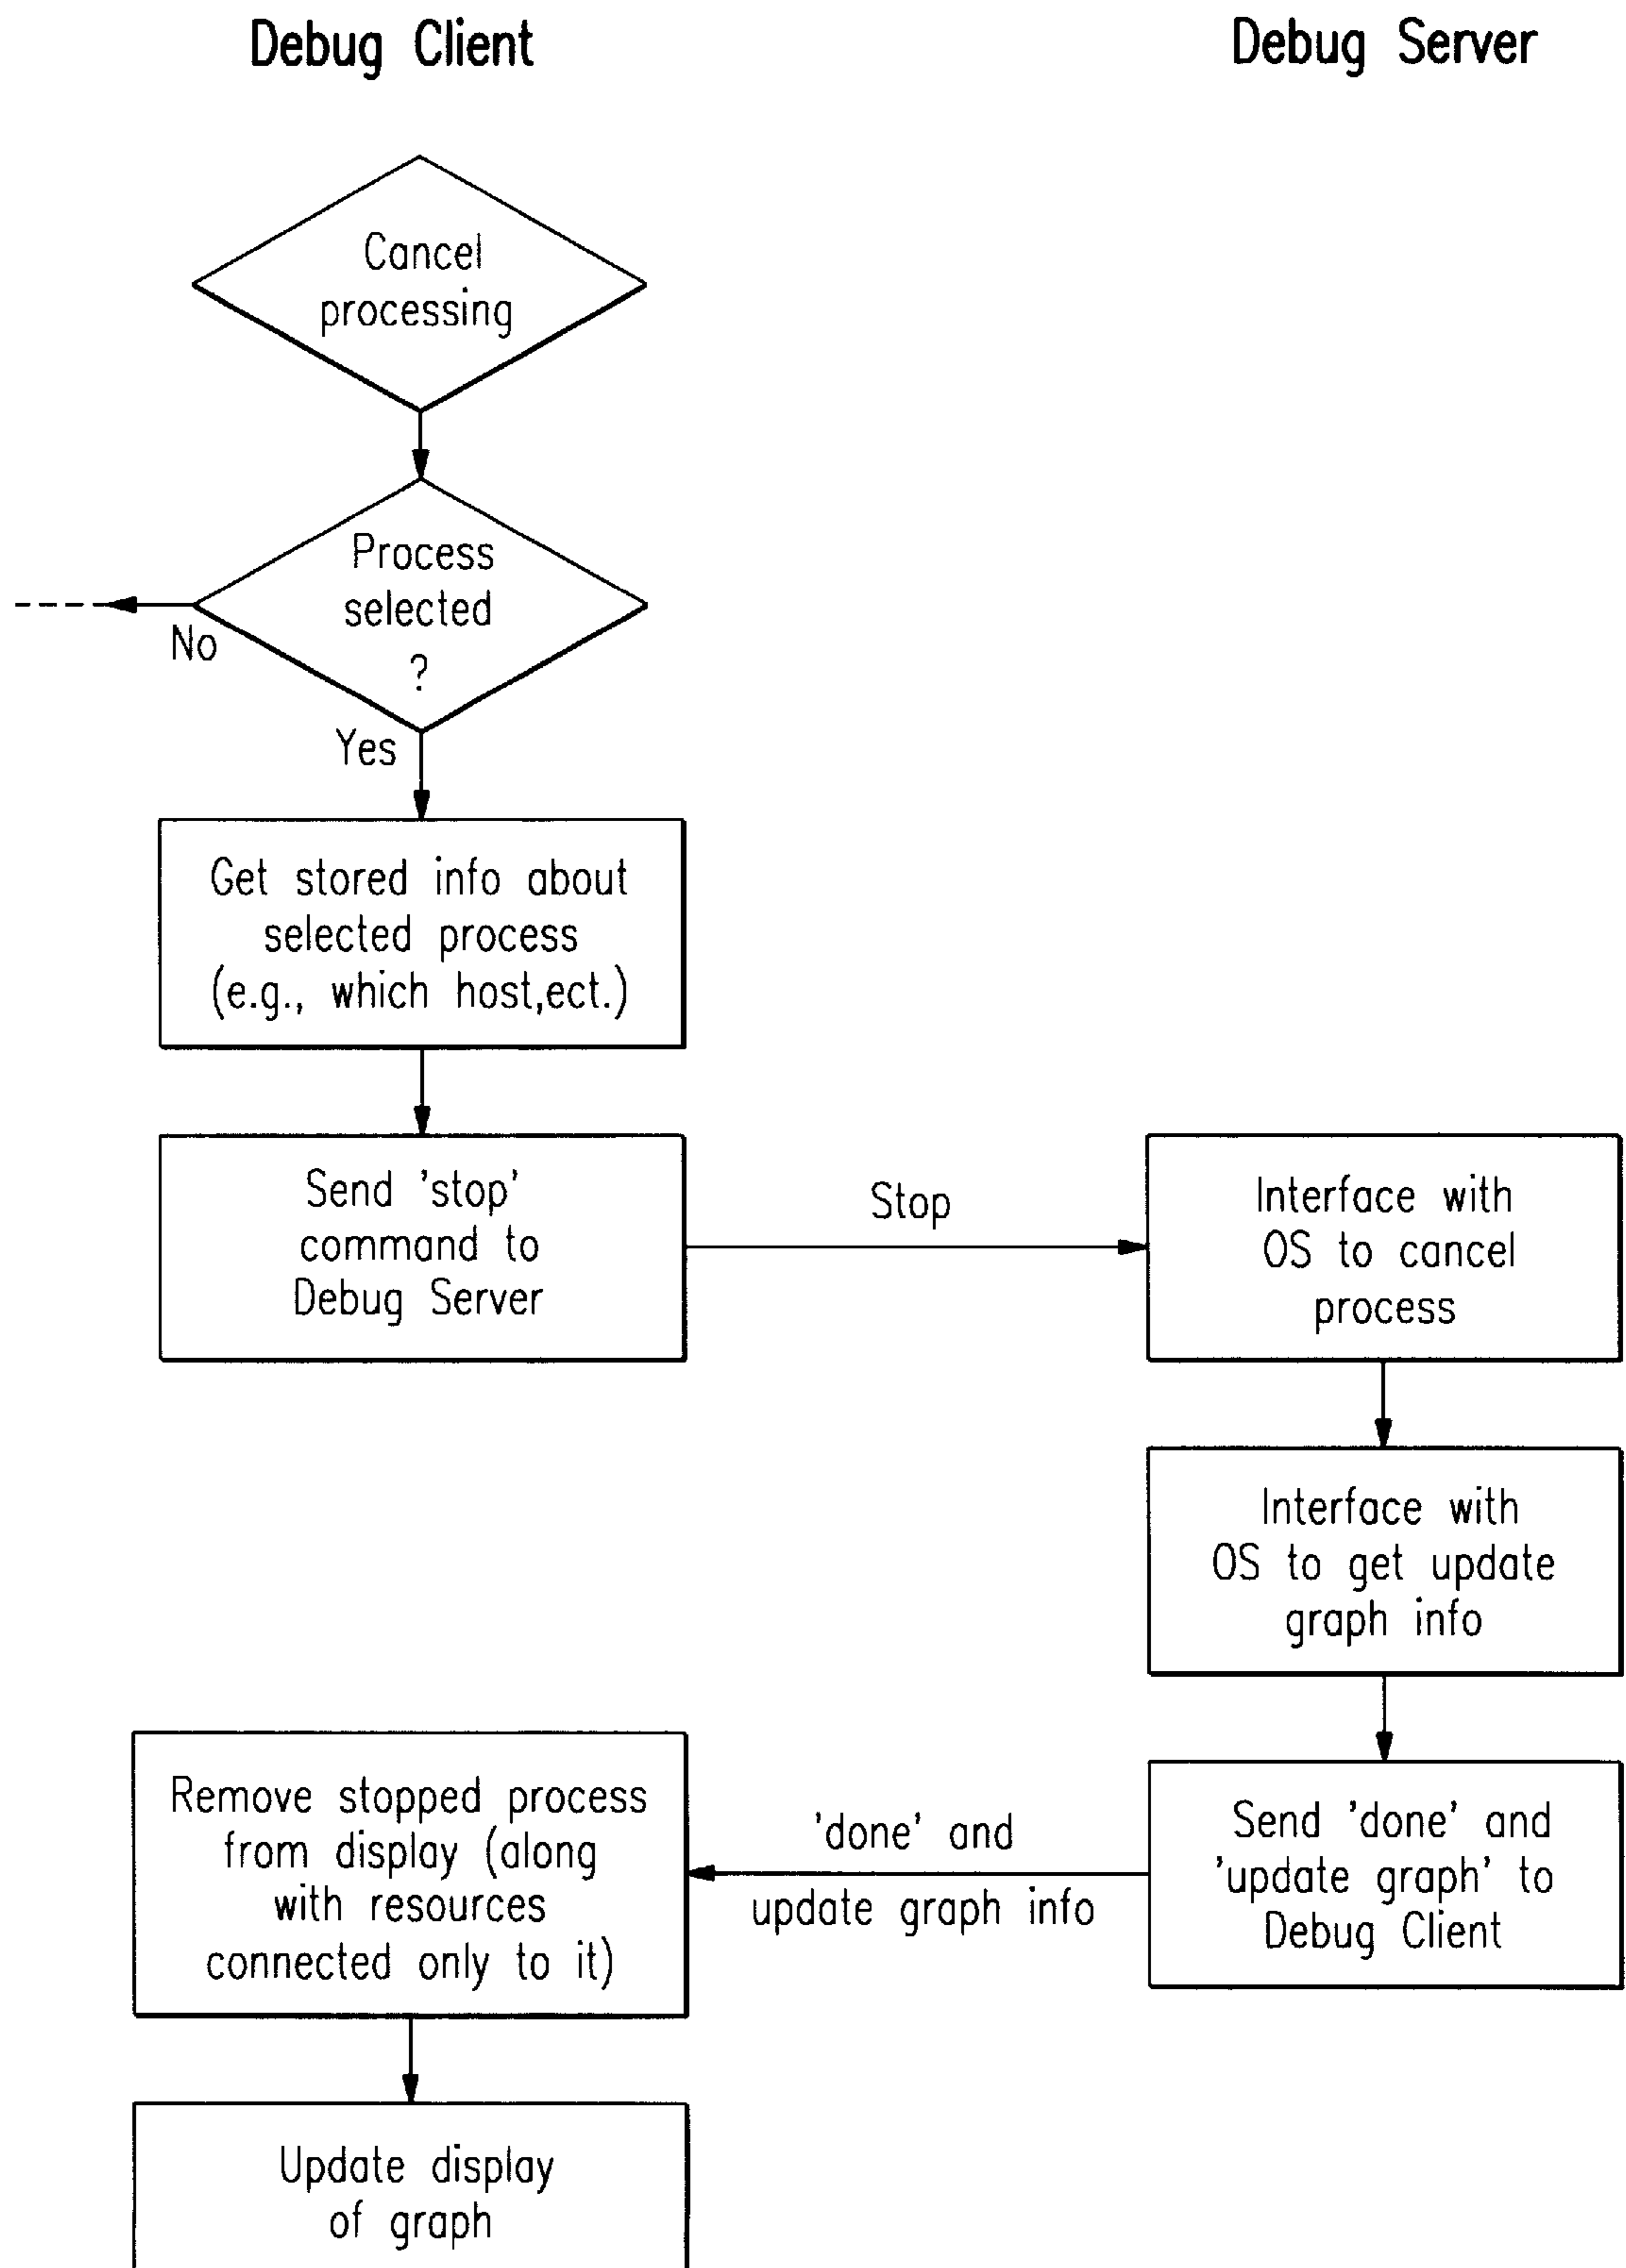 Debug Client
Debug Server
Cancel
processing
Process
selected
?
No
Yes
Get stored info about
selected process
(e.g., which host,ect.)
Send 'stop'
command to
Debug Server
Stop
Interface with
OS to cancel
process
Interface with
OS to get update
graph info
Send 'done' and
'update graph' to
Debug Client
'done' and
update graph info
Remove stopped process
from display (along
with resources
connected only to it)
Update display
of graph